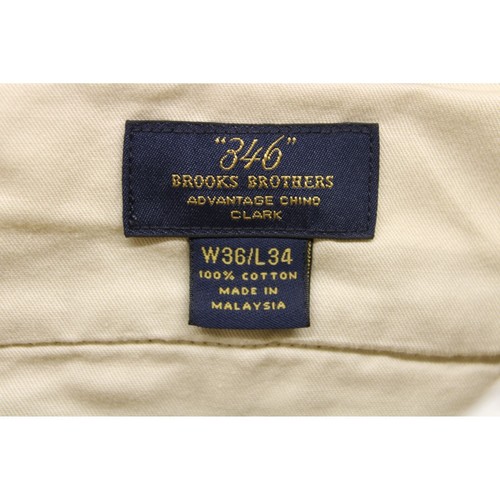 "346"
BROOKS BROTHERS
ADVANTAGE CHINO
CLARK
W36/L34
100% COTTON
MADE IN
MALAYSIA